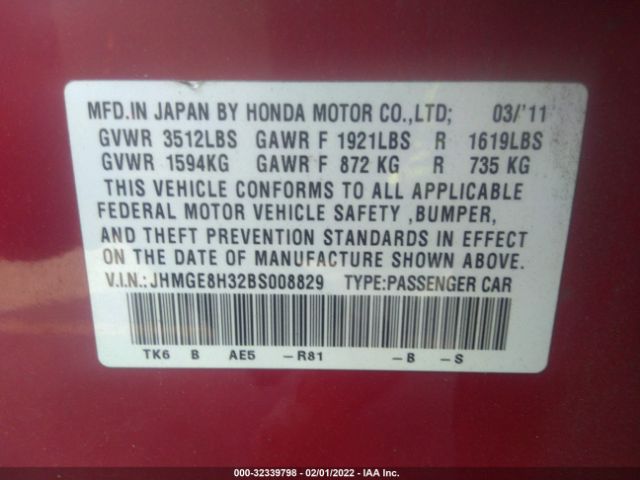 MFD.IN JAPAN BY HONDA MOTOR CO.,LTD; 03/'11
GVWR 3512LBS GAWR F 1921LBS R 1619LBS
GVWR 1594KG GAWR F 872 KG R 735 KG
THIS VEHICLE CONFORMS TO ALL APPLICABLE
FEDERAL MOTOR VEHICLE SAFETY ,BUMPER,
AND THEFT PREVENTION STANDARDS IN EFFECT
ON THE DATE OF MANUFACTURE SHOWN ABOVE.
V.I.N.:JHMGE8H32BS008829 TYPE:PASSENGER CAR
TK6 B AE5 –R81 –B –S
000-32339798 - 02/01/2022 - IAA Inc.